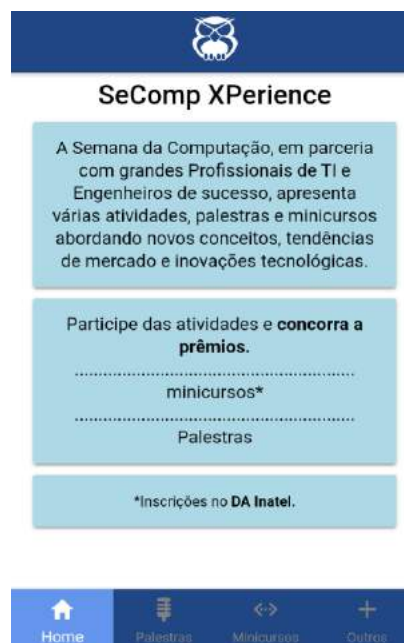 SeComp XPerience
A Semana da Computação, em parceria
com grandes Profissionais de TI e
Engenheiros de sucesso, apresenta
várias atividades, palestras e minicursos
abordando novos conceitos, tendências
de mercado e inovações tecnológicas.
Participe das atividades e concorra a
prêmios.
minicursos*
Palestras
*Inscrições no DA Inatel.
Home Palestras Minicursos Outros